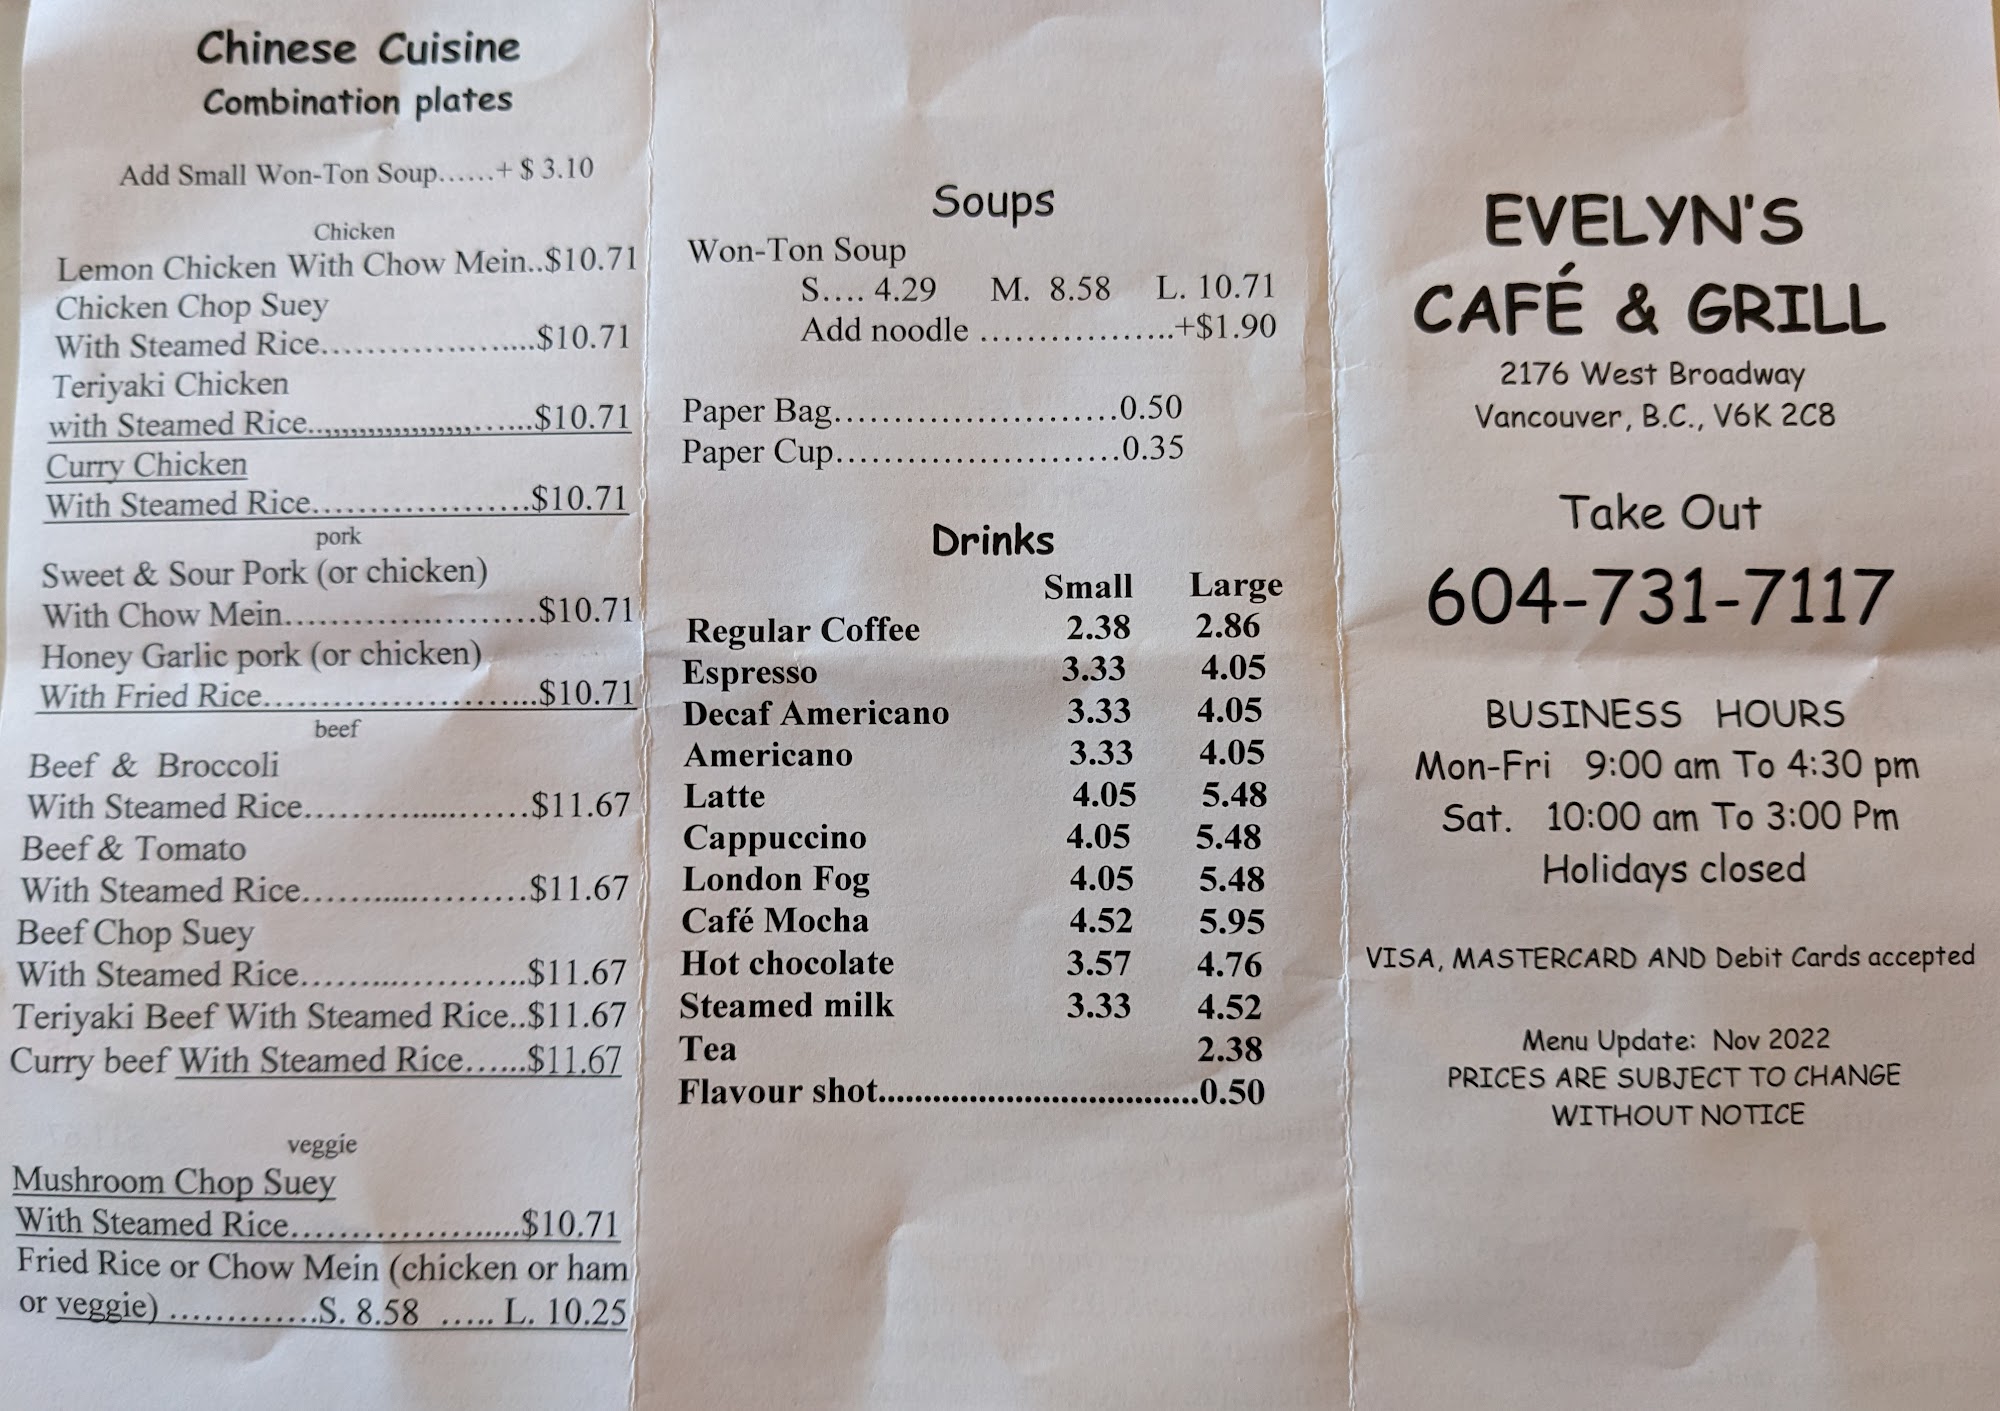 Chinese Cuisine
Combination plates
Add Small Won-Ton Soup......+ $ 3.10
Chicken
Lemon Chicken With Chow Mein..$10.71
Chicken Chop Suey
With Steamed Rice.....................$10.71
Teriyaki Chicken
with Steamed Rice..,,,,,,,,,,,,,,,,,,,.......$10.71
Curry Chicken
With Steamed Rice.....................$10.71
pork
Sweet & Sour Pork (or chicken)
With Chow Mein.........................$10.71
Honey Garlic pork (or chicken)
With Fried Rice...........................$10.71
beef
Beef & Broccoli
With Steamed Rice.......................$11.67
Beef & Tomato
With Steamed Rice.......................$11.67
Beef Chop Suey
With Steamed Rice.......................$11.67
Teriyaki Beef With Steamed Rice..$11.67
Curry beef With Steamed Rice......$11.67
veggie
Mushroom Chop Suey
With Steamed Rice.......................$10.71
Fried Rice or Chow Mein (chicken or ham
or veggie) ..............S. 8.58 ..... L. 10.25
Soups
Won-Ton Soup
S.... 4.29 M. 8.58 L. 10.71
Add noodle ..................+$1.90
Paper Bag........................0.50
Paper Cup........................0.35
Drinks
Small Large
Regular Coffee 2.38 2.86
Espresso 3.33 4.05
Decaf Americano 3.33 4.05
Americano 3.33 4.05
Latte 4.05 5.48
Cappuccino 4.05 5.48
London Fog 4.05 5.48
Café Mocha 4.52 5.95
Hot chocolate 3.57 4.76
Steamed milk 3.33 4.52
Tea 2.38
Flavour shot....................................0.50
EVELYN'S
CAFÉ & GRILL
2176 West Broadway
Vancouver, B.C., V6K 2C8
Take Out
604-731-7117
BUSINESS HOURS
Mon-Fri 9:00 am To 4:30 pm
Sat. 10:00 am To 3:00 Pm
Holidays closed
VISA, MASTERCARD AND Debit Cards accepted
Menu Update: Nov 2022
PRICES ARE SUBJECT TO CHANGE
WITHOUT NOTICE